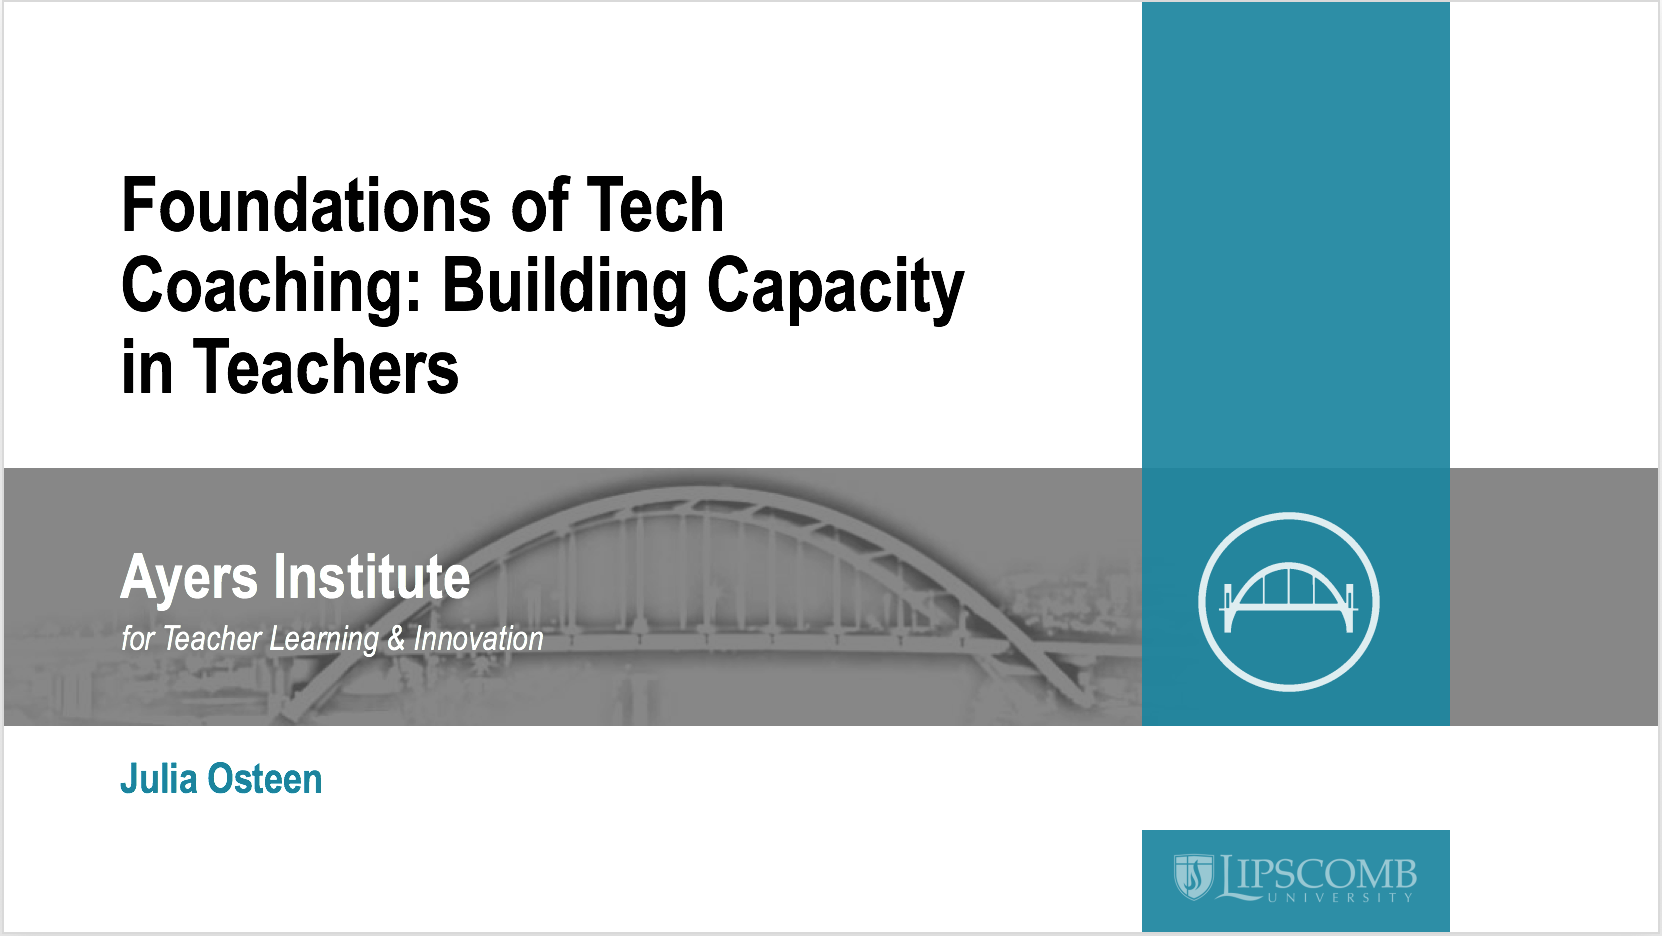 Foundations of Tech
Coaching: Building Capacity
in Teachers
Ayers Institute
for Teacher Learning & Innovation
Julia Osteen
LIPSCOMB
UNIVERSITY